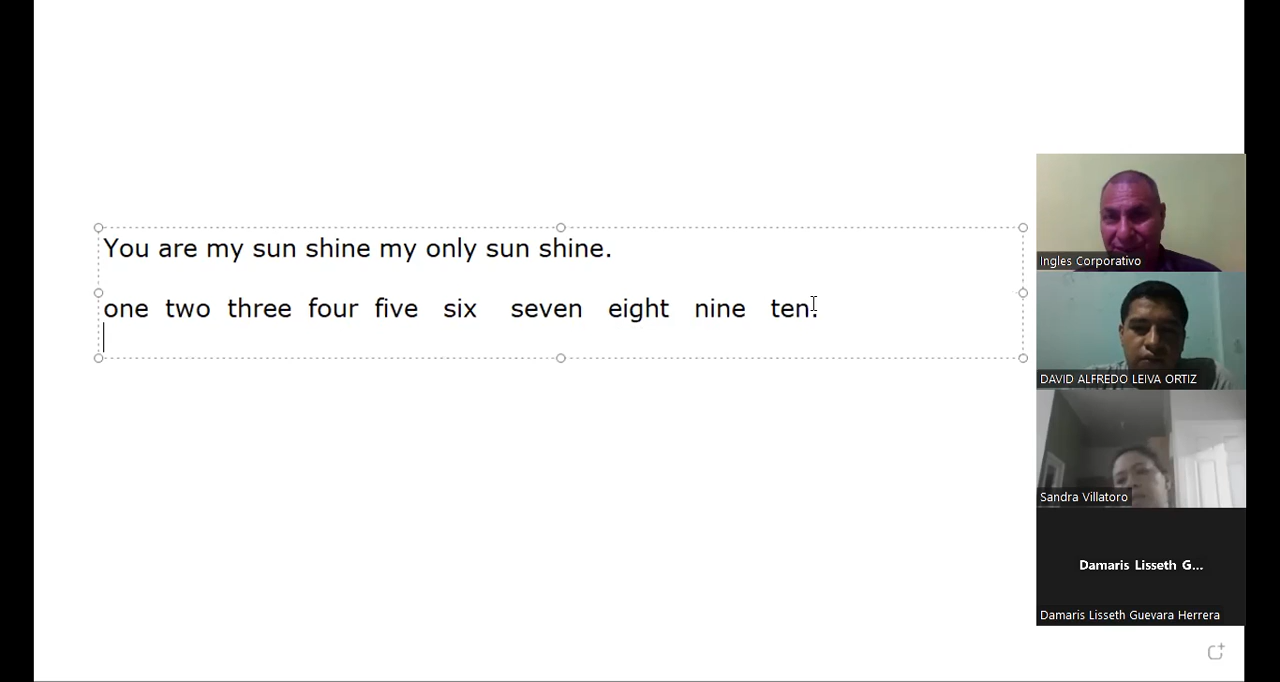 You are my sun shine my only sun shine.
one two three four five six seven eight nine ten.
Ingles Corporativo
DAVID ALFREDO LEIVA ORTIZ
Sandra Villatoro
Damaris Lisseth G...
Damaris Lisseth Guevara Herrera